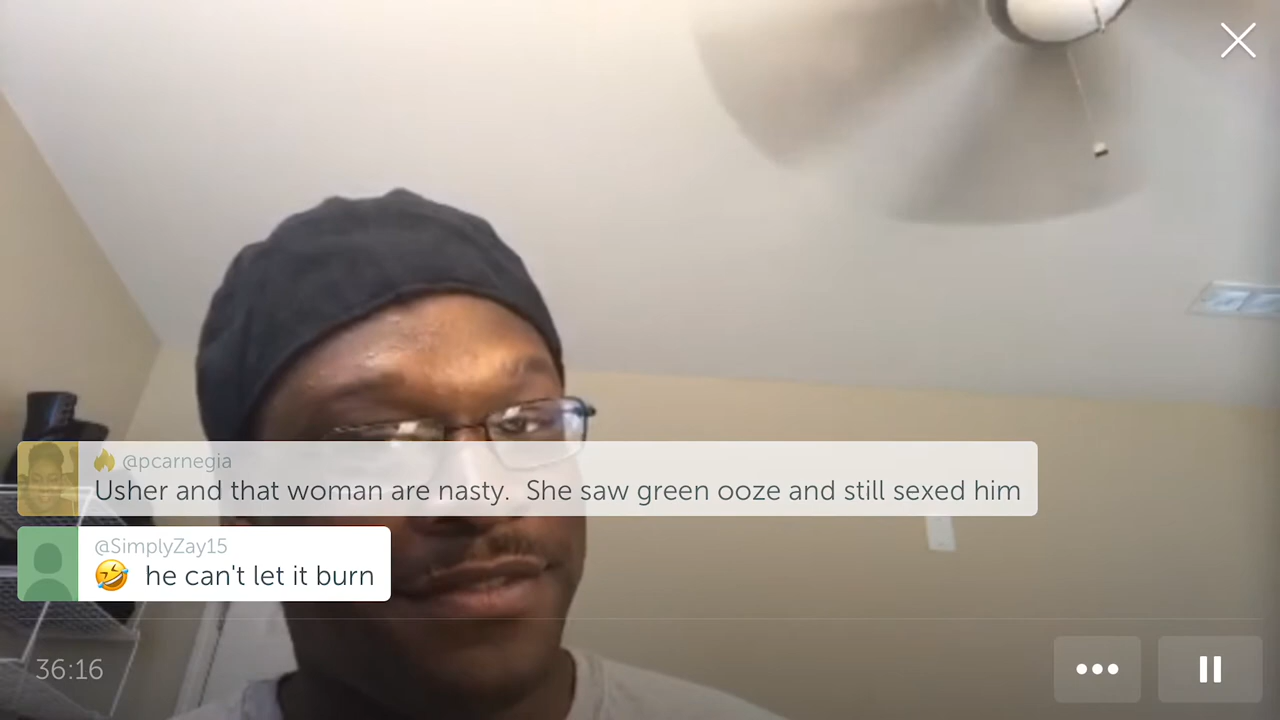 @pcarnegia
Usher and that woman are nasty.  She saw green ooze and still sexed him
@SimplyZay15
🤣 he can't let it burn
36:16